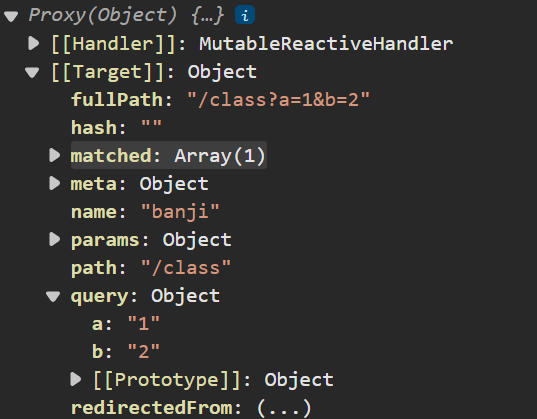 Proxy(Object) {…} i
[[Handler]]: MutableReactiveHandler
[[Target]]: Object
fullPath: "/class?a=1&b=2"
hash: ""
matched: Array(1)
meta: Object
name: "banji"
params: Object
path: "/class"
query: Object
a: "1"
b: "2"
[[Prototype]]: Object
redirectedFrom: (...)